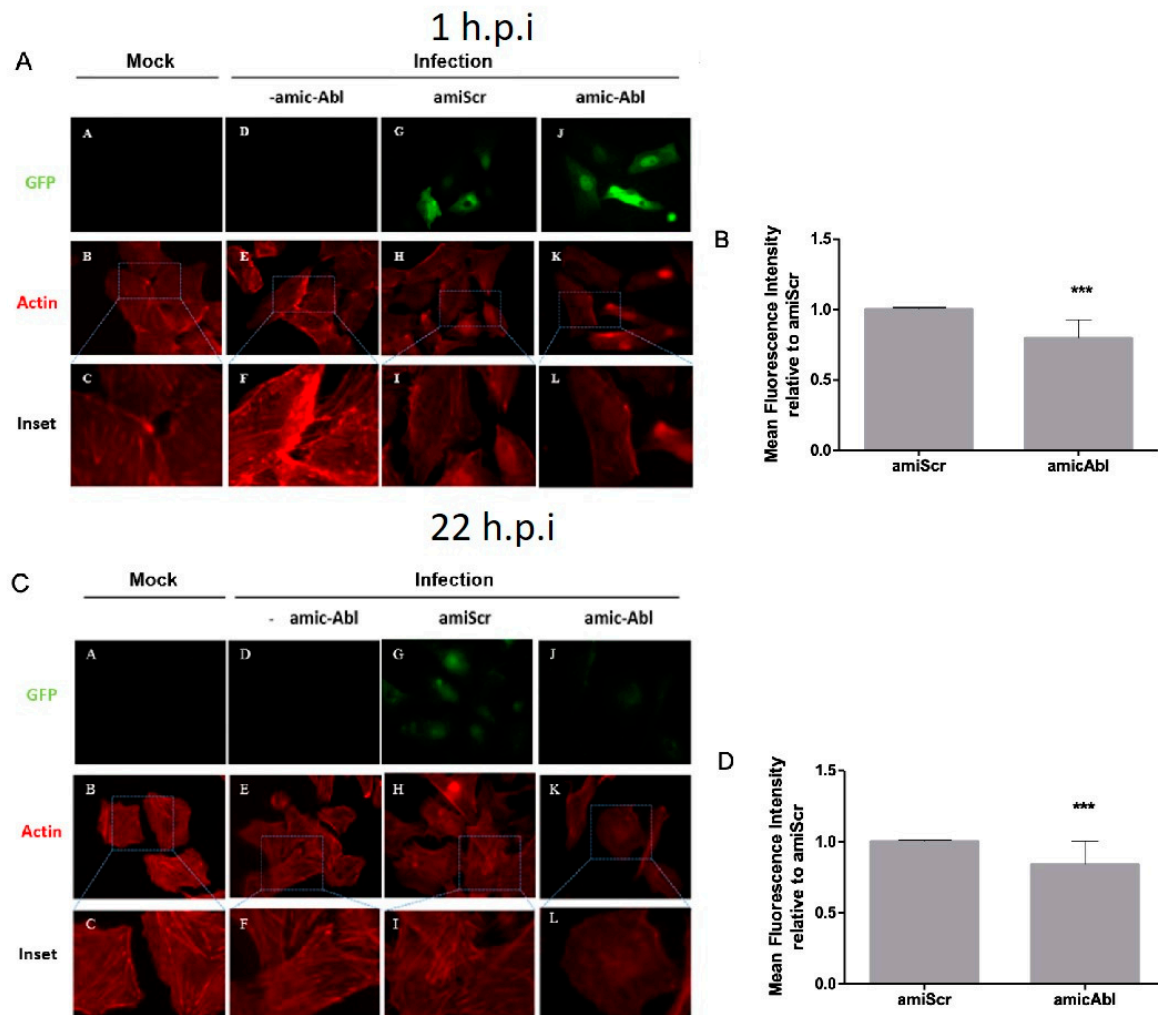 1 h.p.i
A
Mock Infection
-amic-Abl amiScr amic-Abl
A D G J
GFP
B E H K
Actin
C F I L
Inset
B
Mean Fluorescence Intensity
relative to amiScr
1.5
1.0
0.5
0.0
***
amiScr amicAbl
22 h.p.i
C
Mock Infection
- amic-Abl amiScr amic-Abl
A D G J
GFP
B E H K
Actin
C F I L
Inset
D
Mean Fluorescence Intensity
relative to amiScr
1.5
1.0
0.5
0.0
***
amiScr amicAbl